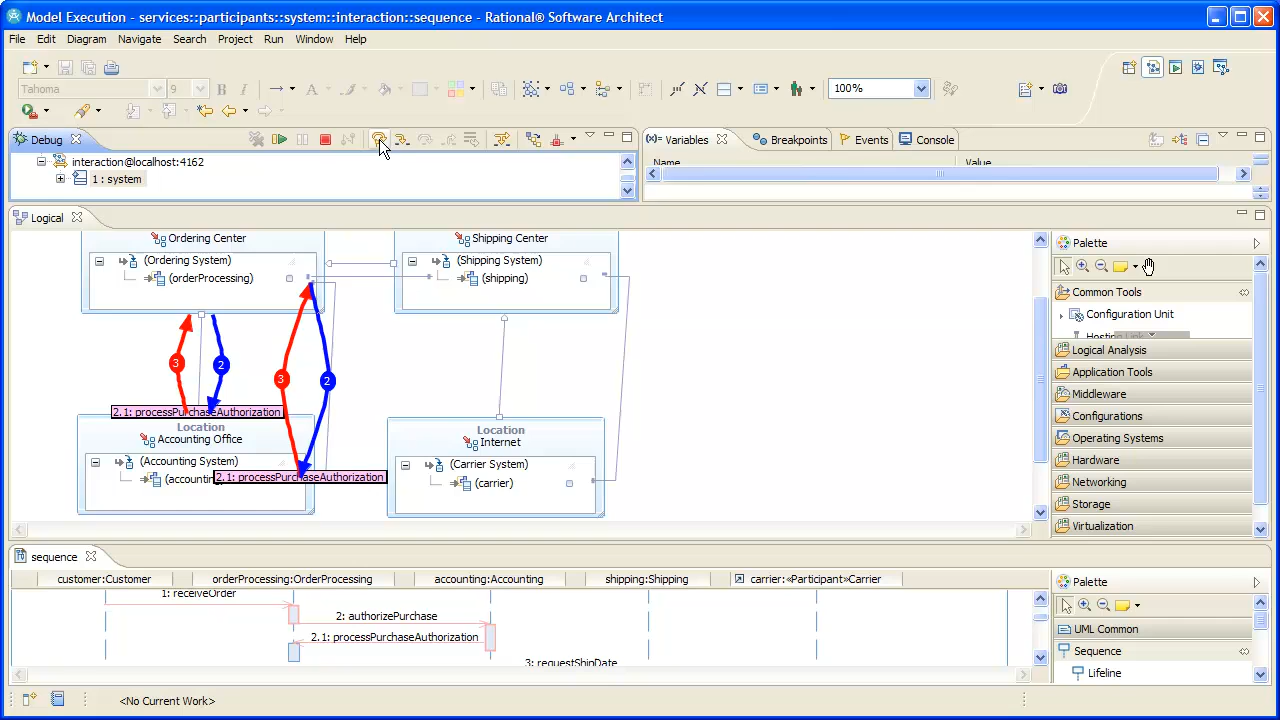 Model Execution - services::participants::system::interaction::sequence - Rational® Software Architect
File Edit Diagram Navigate Search Project Run Window Help
Tahoma 9 B I A 100%
Debug
Variables Breakpoints Events Console
interaction@localhost:4162
1 : system
Name Value
Logical
Ordering Center
(Ordering System)
(orderProcessing)
Shipping Center
(Shipping System)
(shipping)
3 2 3 2
2.1: processPurchaseAuthorization
Location
Accounting Office
(Accounting System)
2.1: processPurchaseAuthorization
Location
Internet
(Carrier System)
(carrier)
Palette
Common Tools
Configuration Unit
Logical Analysis
Application Tools
Middleware
Configurations
Operating Systems
Hardware
Networking
Storage
Virtualization
sequence
customer:Customer orderProcessing:OrderProcessing accounting:Accounting shipping:Shipping carrier:«Participant»Carrier
1: receiveOrder
2: authorizePurchase
2.1: processPurchaseAuthorization
3: requestShipDate
Palette
UML Common
Sequence
Lifeline
<No Current Work>